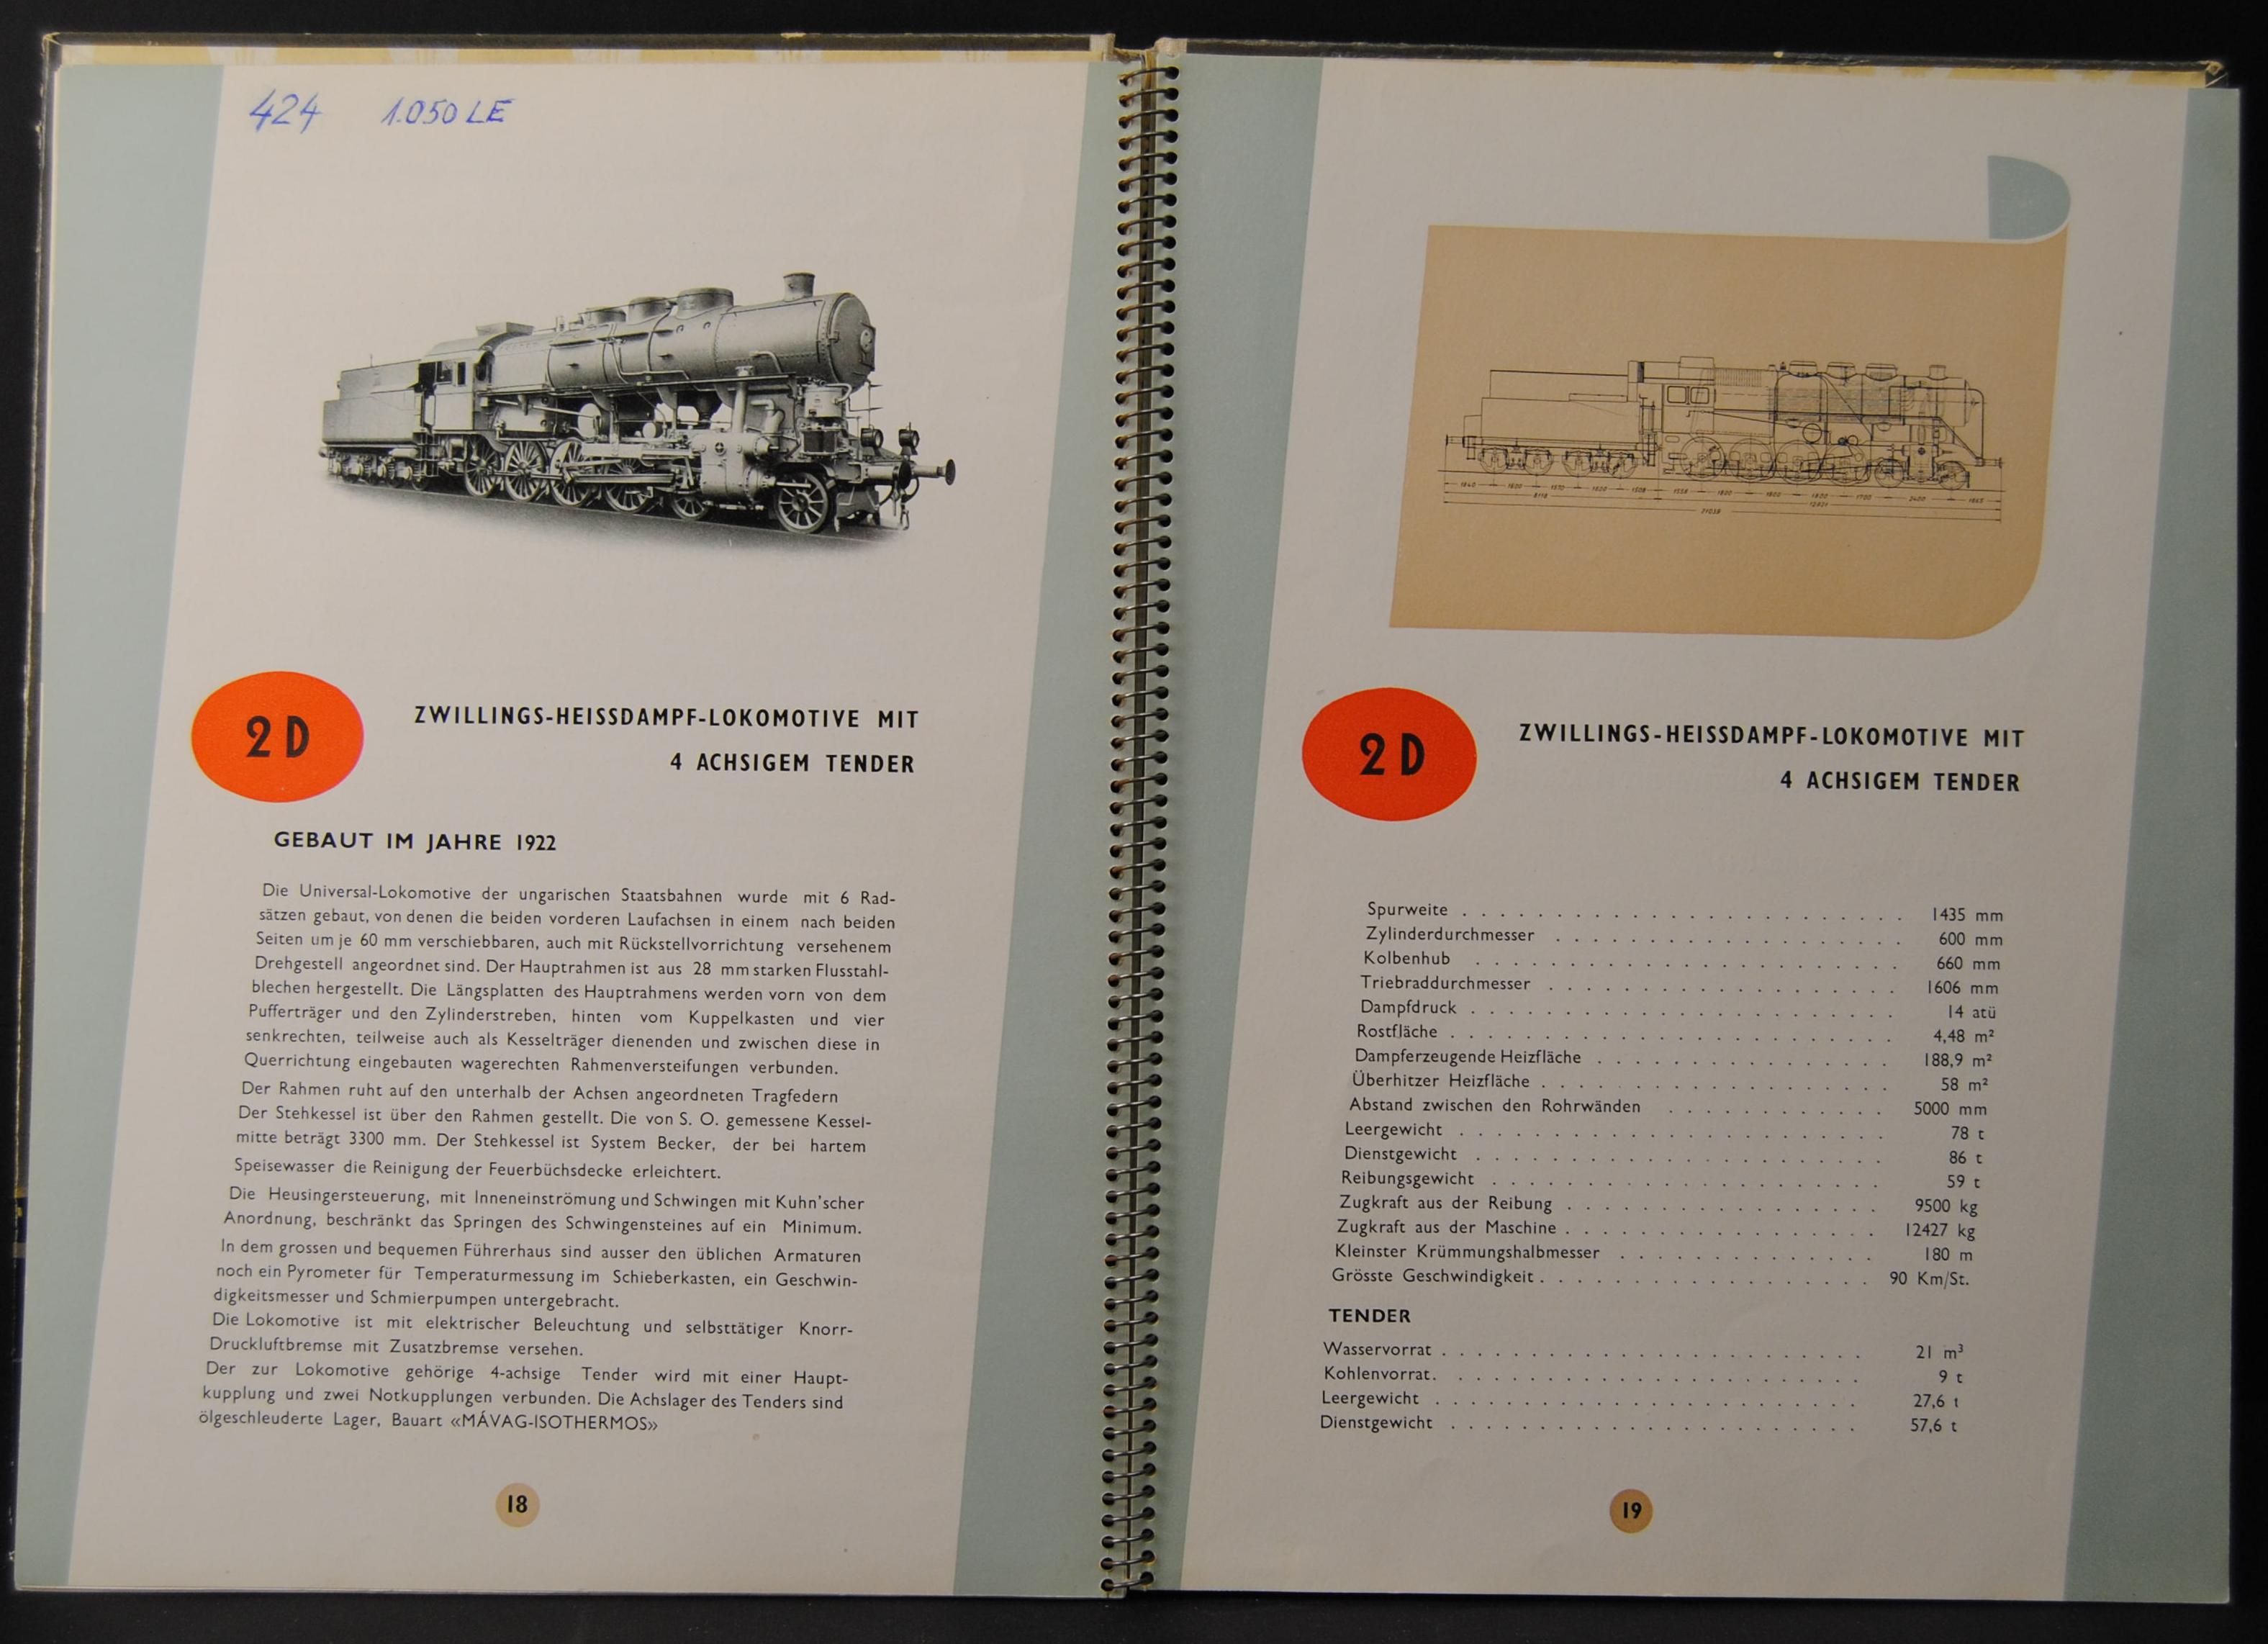 424 1.050 LE
2 D
ZWILLINGS-HEISSDAMPF-LOKOMOTIVE MIT
4 ACHSIGEM TENDER
GEBAUT IM JAHRE 1922
Die Universal-Lokomotive der ungarischen Staatsbahnen wurde mit 6 Rad-
sätzen gebaut, von denen die beiden vorderen Laufachsen in einem nach beiden
Seiten um je 60 mm verschiebbaren, auch mit Rückstellvorrichtung versehenem
Drehgestell angeordnet sind. Der Hauptrahmen ist aus 28 mm starken Flusstahl-
blechen hergestellt. Die Längsplatten des Hauptrahmens werden vorn von dem
Pufferträger und den Zylinderstreben, hinten vom Kuppelkasten und vier
senkrechten, teilweise auch als Kesselträger dienenden und zwischen diese in
Querrichtung eingebauten wagerechten Rahmenversteifungen verbunden.
Der Rahmen ruht auf den unterhalb der Achsen angeordneten Tragfedern
Der Stehkessel ist über den Rahmen gestellt. Die von S. O. gemessene Kessel-
mitte beträgt 3300 mm. Der Stehkessel ist System Becker, der bei hartem
Speisewasser die Reinigung der Feuerbüchsdecke erleichtert.
Die Heusingersteuerung, mit Inneneinströmung und Schwingen mit Kuhn'scher
Anordnung, beschränkt das Springen des Schwingensteines auf ein Minimum.
In dem grossen und bequemen Führerhaus sind ausser den üblichen Armaturen
noch ein Pyrometer für Temperaturmessung im Schieberkasten, ein Geschwin-
digkeitsmesser und Schmierpumpen untergebracht.
Die Lokomotive ist mit elektrischer Beleuchtung und selbsttätiger Knorr-
Druckluftbremse mit Zusatzbremse versehen.
Der zur Lokomotive gehörige 4-achsige Tender wird mit einer Haupt-
kupplung und zwei Notkupplungen verbunden. Die Achslager des Tenders sind
ölgeschleuderte Lager, Bauart «MÁVAG-ISOTHERMOS»
18
2 D
ZWILLINGS-HEISSDAMPF-LOKOMOTIVE MIT
4 ACHSIGEM TENDER
Spurweite . . . . . 1435 mm
Zylinderdurchmesser . . . . . 600 mm
Kolbenhub . . . . . 660 mm
Triebraddurchmesser . . . . . 1606 mm
Dampfdruck . . . . . 14 atü
Rostfläche . . . . . 4,48 m²
Dampferzeugende Heizfläche . . . . . 188,9 m²
Überhitzer Heizfläche . . . . . 58 m²
Abstand zwischen den Rohrwänden . . . . . 5000 mm
Leergewicht . . . . . 78 t
Dienstgewicht . . . . . 86 t
Reibungsgewicht . . . . . 59 t
Zugkraft aus der Reibung . . . . . 9500 kg
Zugkraft aus der Maschine . . . . . 12427 kg
Kleinster Krümmungshalbmesser . . . . . 180 m
Grösste Geschwindigkeit . . . . . 90 Km/St.
TENDER
Wasservorrat . . . . . 21 m³
Kohlenvorrat . . . . . 9 t
Leergewicht . . . . . 27,6 t
Dienstgewicht . . . . . 57,6 t
19